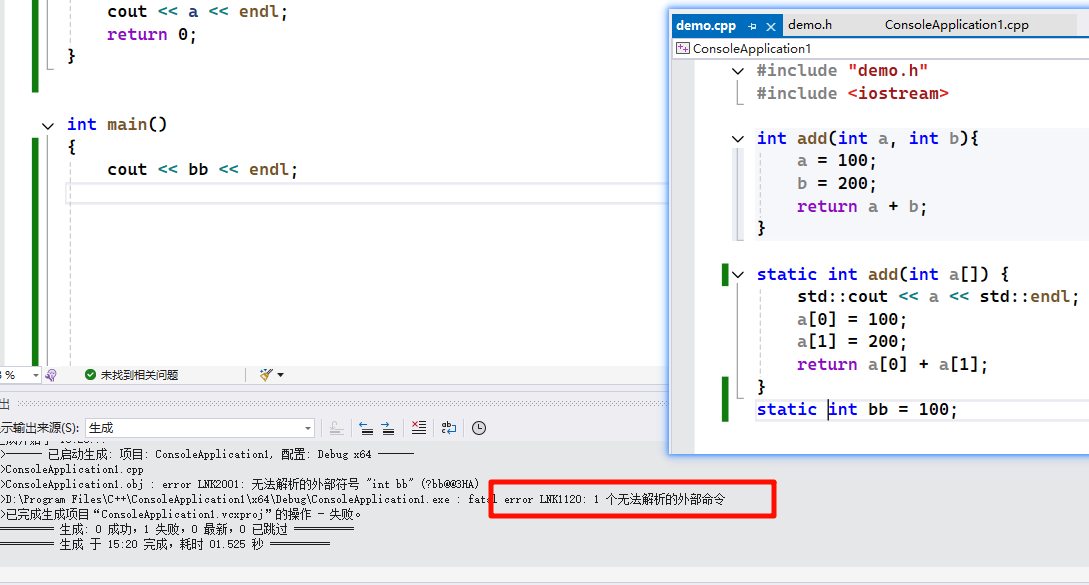 cout << a << endl;
return 0;
}
int main()
{
cout << bb << endl;
%
未找到相关问题
出
示输出来源(S):
生成
>------ 已启动生成: 项目: ConsoleApplication1, 配置: Debug x64 ------
>ConsoleApplication1.cpp
>ConsoleApplication1.obj : error LNK2001: 无法解析的外部符号 "int bb" (?bb@@3HA)
>D:\Program Files\C++\ConsoleApplication1\x64\Debug\ConsoleApplication1.exe : fatal error LNK1120: 1 个无法解析的外部命令
>已完成生成项目“ConsoleApplication1.vcxproj”的操作 - 失败。
========== 生成: 0 成功，1 失败，0 最新，0 已跳过 ==========
========== 生成 于 15:20 完成，耗时 01.525 秒 ==========
demo.cpp
demo.h
ConsoleApplication1.cpp
ConsoleApplication1
#include "demo.h"
#include <iostream>
int add(int a, int b){
a = 100;
b = 200;
return a + b;
}
static int add(int a[]) {
std::cout << a << std::endl;
a[0] = 100;
a[1] = 200;
return a[0] + a[1];
}
static int bb = 100;